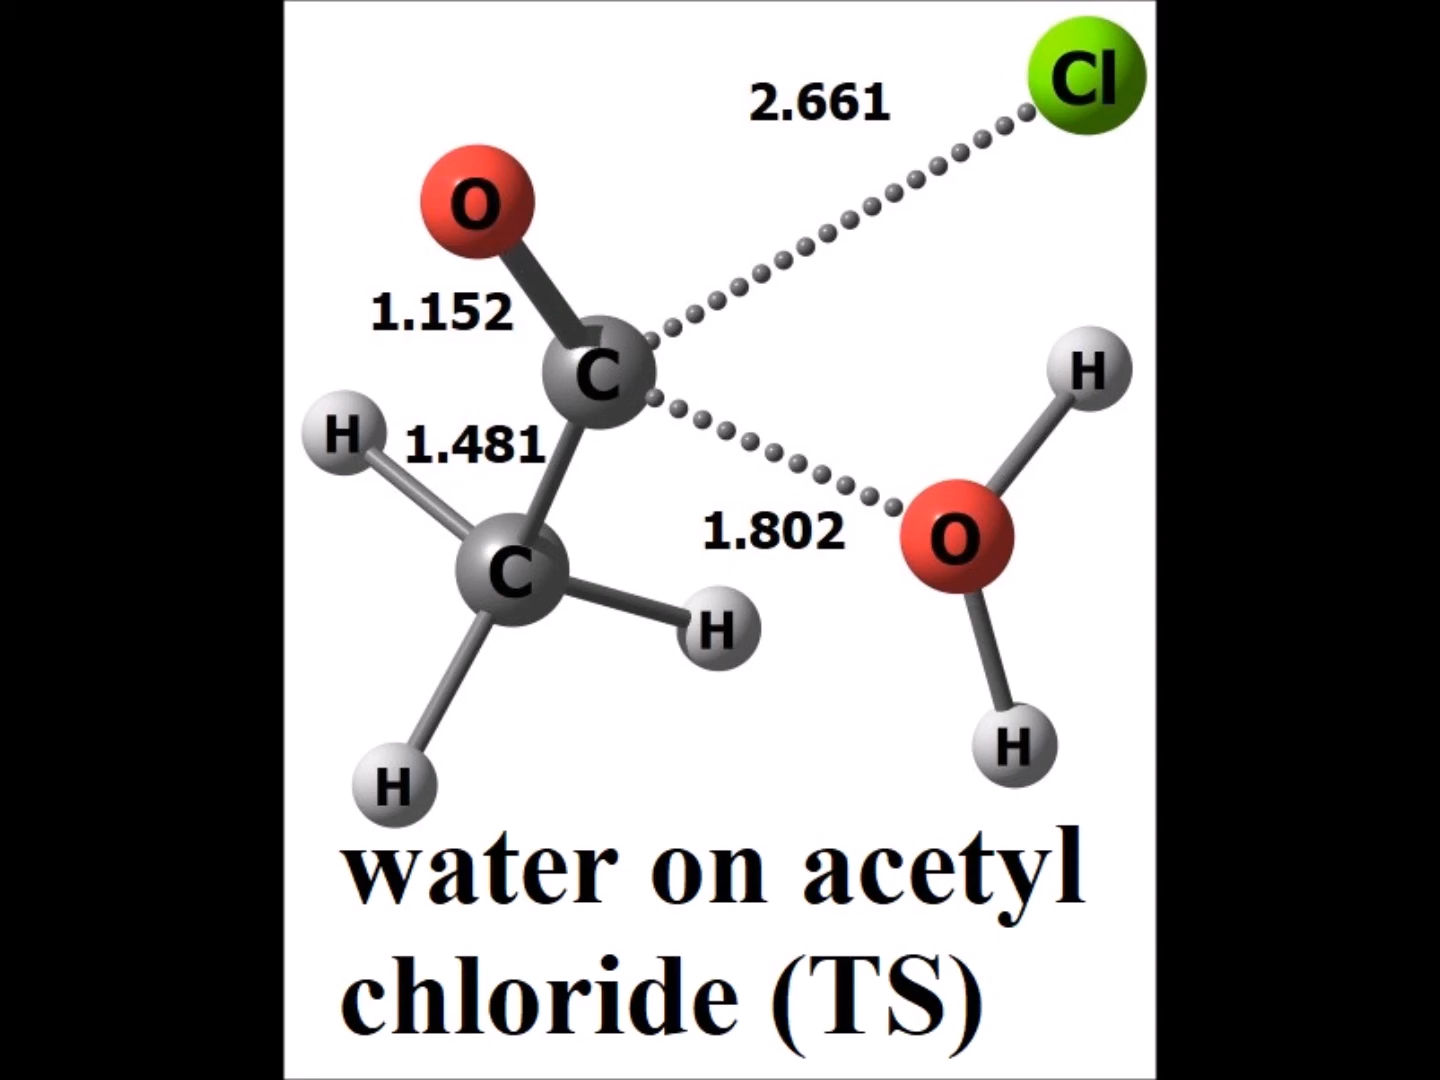 Cl
2.661
O
1.152
C
H
H
1.481
1.802
O
C
H
H
H
water on acetyl
chloride (TS)